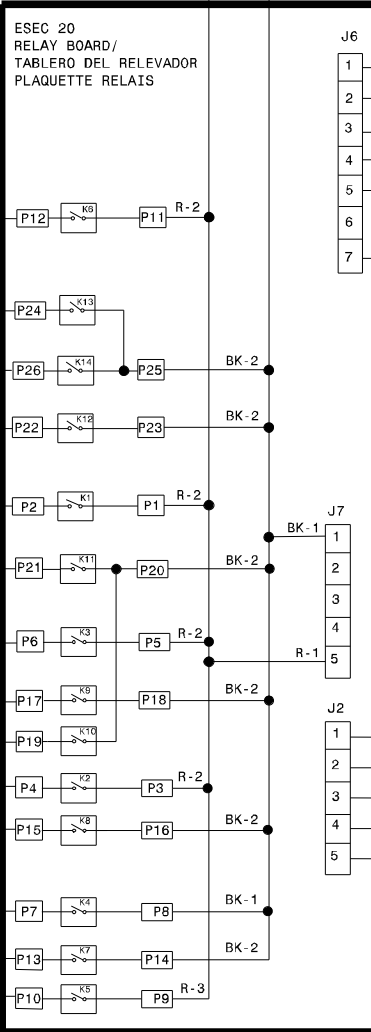 ESEC 20
RELAY BOARD/
TABLERO DEL RELEVADOR
PLAQUETTE RELAIS
J6
1
2
3
4
5
6
7
P12 K6 P11 R-2
P24 K13
P26 K14 P25 BK-2
P22 K12 P23 BK-2
P2 K1 P1 R-2
J7
BK-1 1
2
3
4
R-1 5
P21 K11 P20 BK-2
P6 K3 P5 R-2
P17 K9 P18 BK-2
P19 K10
J2
1
2
3
4
5
P4 K2 P3 R-2
P15 K8 P16 BK-2
P7 K4 P8 BK-1
P13 K7 P14 BK-2
P10 K5 P9 R-3